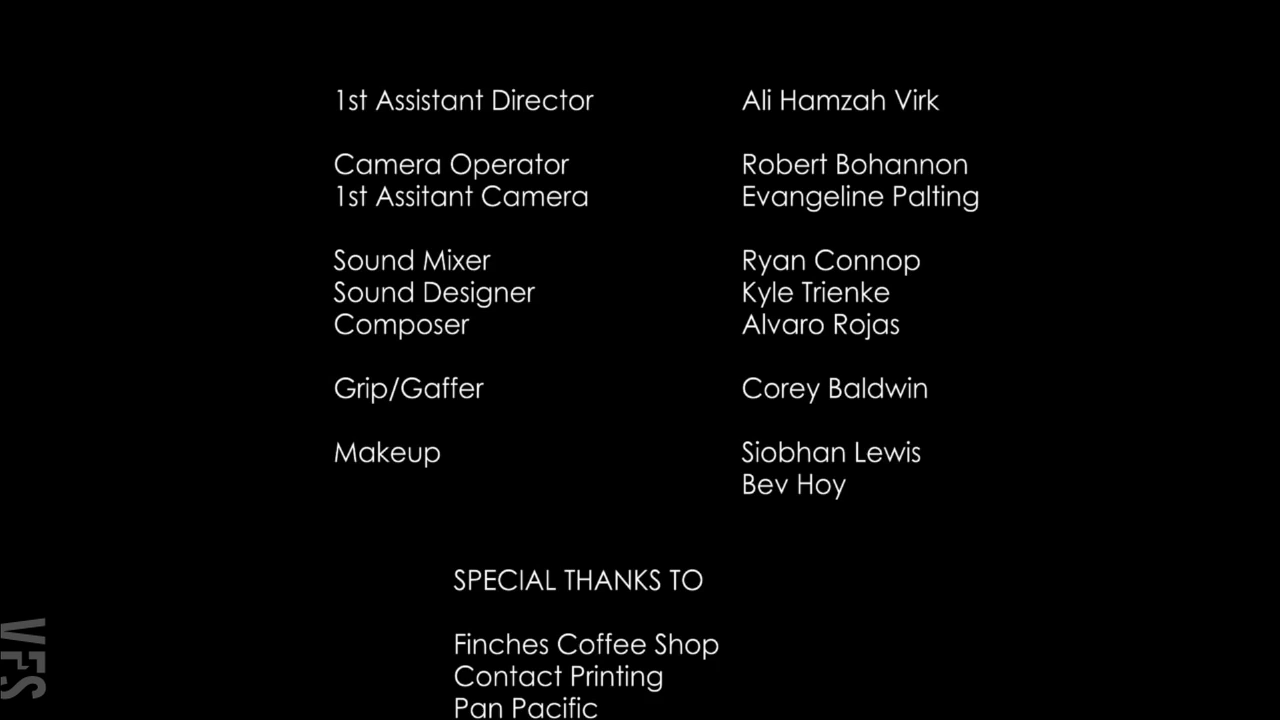 1st Assistant Director Ali Hamzah Virk
Camera Operator Robert Bohannon
1st Assitant Camera Evangeline Palting
Sound Mixer Ryan Connop
Sound Designer Kyle Trienke
Composer Alvaro Rojas
Grip/Gaffer Corey Baldwin
Makeup Siobhan Lewis
Bev Hoy
SPECIAL THANKS TO
Finches Coffee Shop
Contact Printing
Pan Pacific
VFS